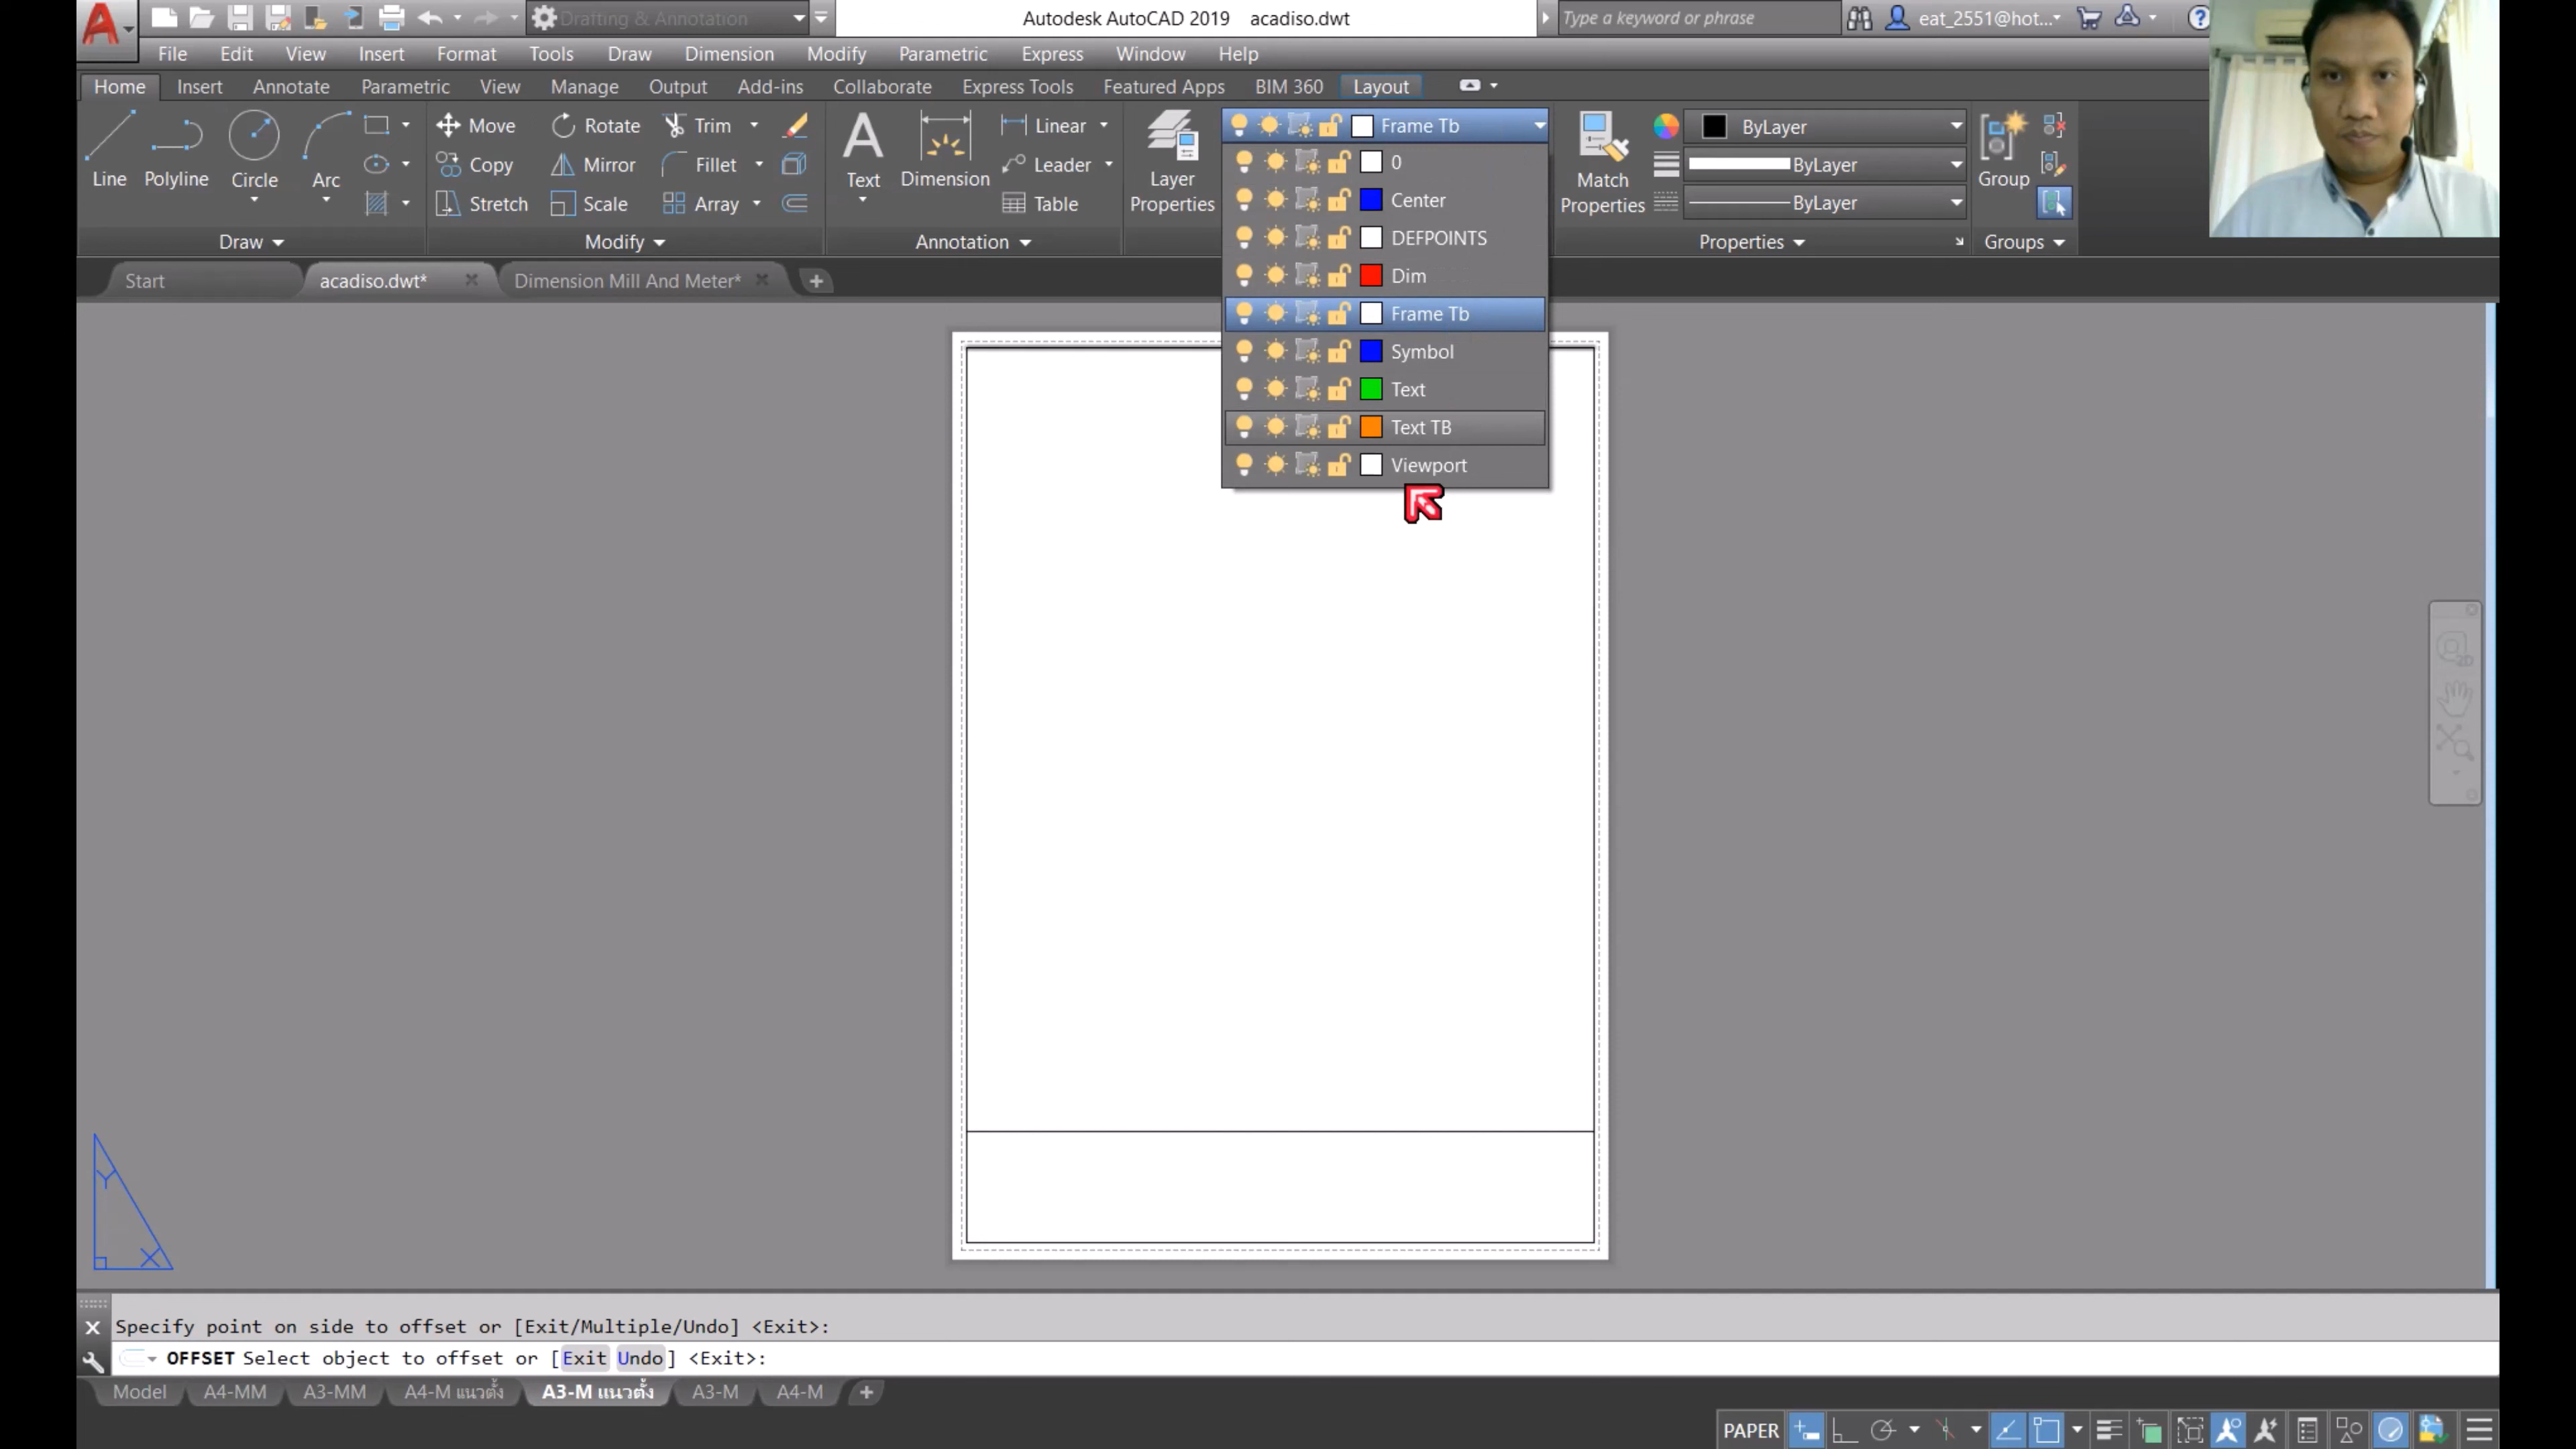 Drafting & Annotation
Autodesk AutoCAD 2019 acadiso.dwt
Type a keyword or phrase
eat_2551@hot...
File Edit View Insert Format Tools Draw Dimension Modify Parametric Express Window Help
Home Insert Annotate Parametric View Manage Output Add-ins Collaborate Express Tools Featured Apps BIM 360 Layout
Line Polyline Circle Arc
Move Rotate Trim
Copy Mirror Fillet
Stretch Scale Array
Text Dimension
Linear
Leader
Table
Layer Properties
Frame Tb
0
Center
DEFPOINTS
Dim
Frame Tb
Symbol
Text
Text TB
Viewport
Match Properties
ByLayer
ByLayer
ByLayer
Group
Draw Modify Annotation Properties Groups
Start acadiso.dwt* Dimension Mill And Meter*
Y
X
2D
Specify point on side to offset or [Exit/Multiple/Undo] <Exit>:
OFFSET Select object to offset or [Exit Undo] <Exit>:
Model A4-MM A3-MM A4-M แนวตั้ง A3-M แนวตั้ง A3-M A4-M
PAPER